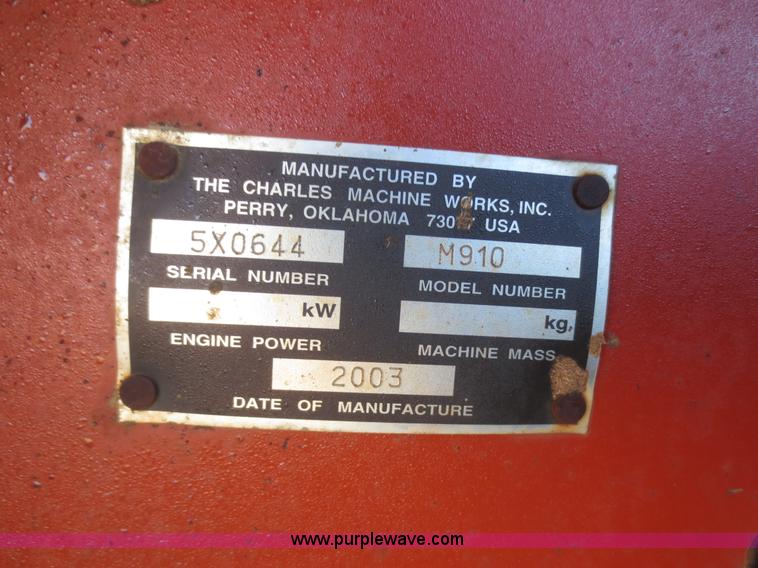 MANUFACTURED BY
THE CHARLES MACHINE WORKS, INC.
PERRY, OKLAHOMA USA
5X0644 M910
SERIAL NUMBER MODEL NUMBER
kW kg.
ENGINE POWER MACHINE MASS
2003
DATE OF MANUFACTURE
www.purplewave.com